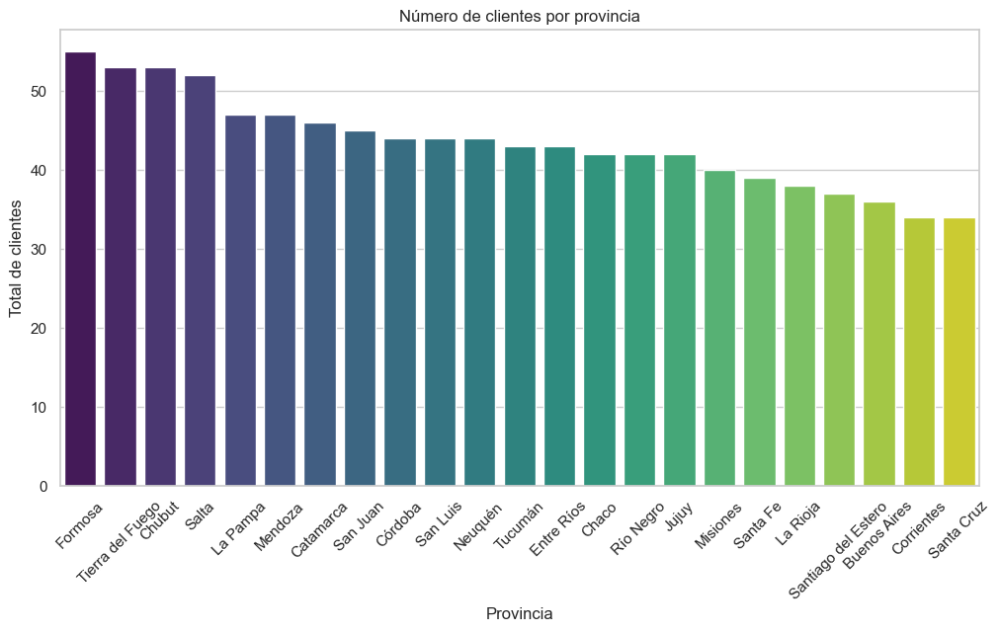 Número de clientes por provincia
Total de clientes
50
40
30
20
10
0
Formosa
Tierra del Fuego
Chubut
Salta
La Pampa
Mendoza
Catamarca
San Juan
Córdoba
San Luis
Neuquén
Tucumán
Entre Ríos
Chaco
Río Negro
Jujuy
Misiones
Santa Fe
La Rioja
Santiago del Estero
Buenos Aires
Corrientes
Santa Cruz
Provincia